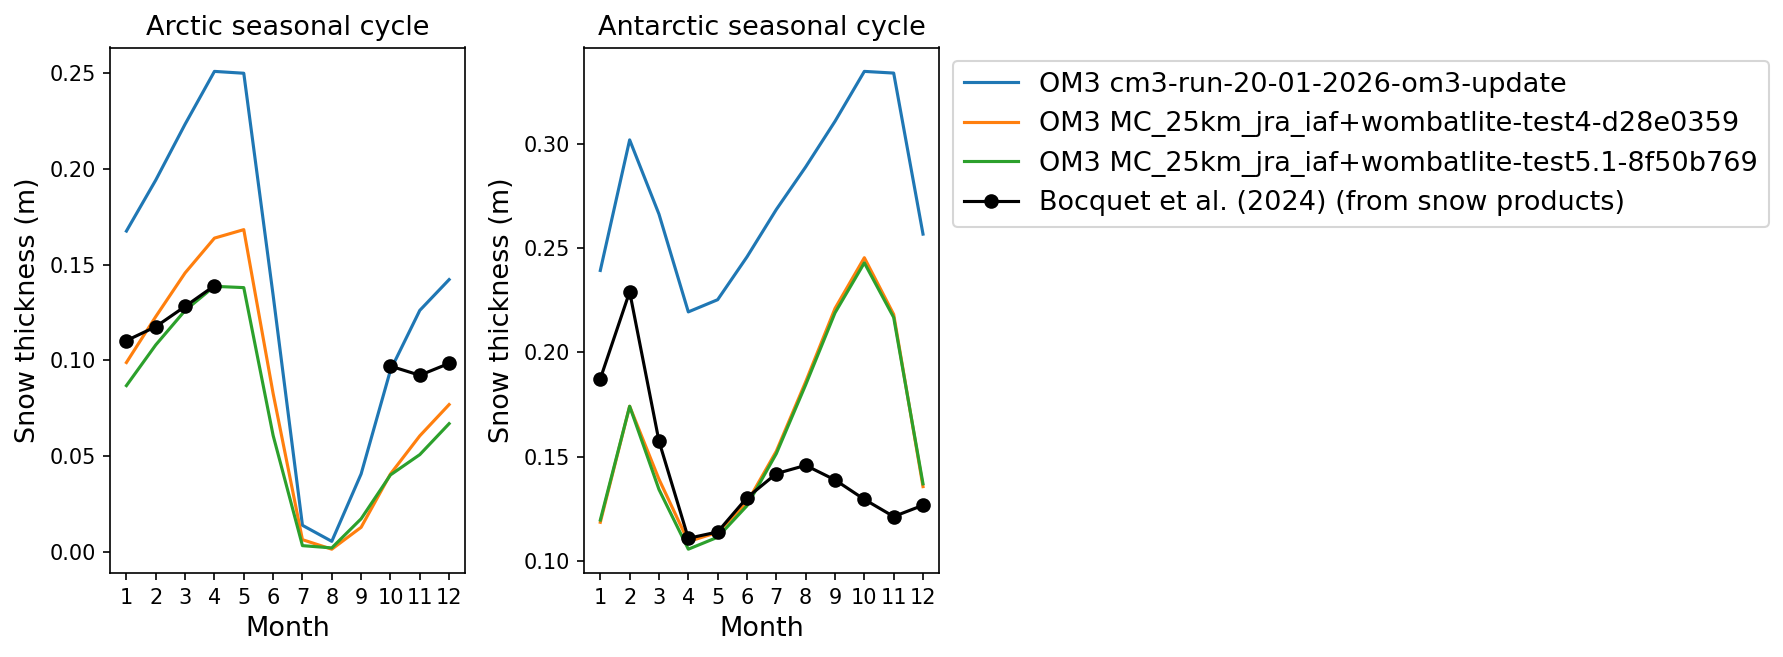 Arctic seasonal cycle
Snow thickness (m)
0.25
0.20
0.15
0.10
0.05
0.00
1 2 3 4 5 6 7 8 9 10 11 12
Month
Antarctic seasonal cycle
Snow thickness (m)
0.30
0.25
0.20
0.15
0.10
1 2 3 4 5 6 7 8 9 10 11 12
Month
OM3 cm3-run-20-01-2026-om3-update
OM3 MC_25km_jra_iaf+wombatlite-test4-d28e0359
OM3 MC_25km_jra_iaf+wombatlite-test5.1-8f50b769
Bocquet et al. (2024) (from snow products)